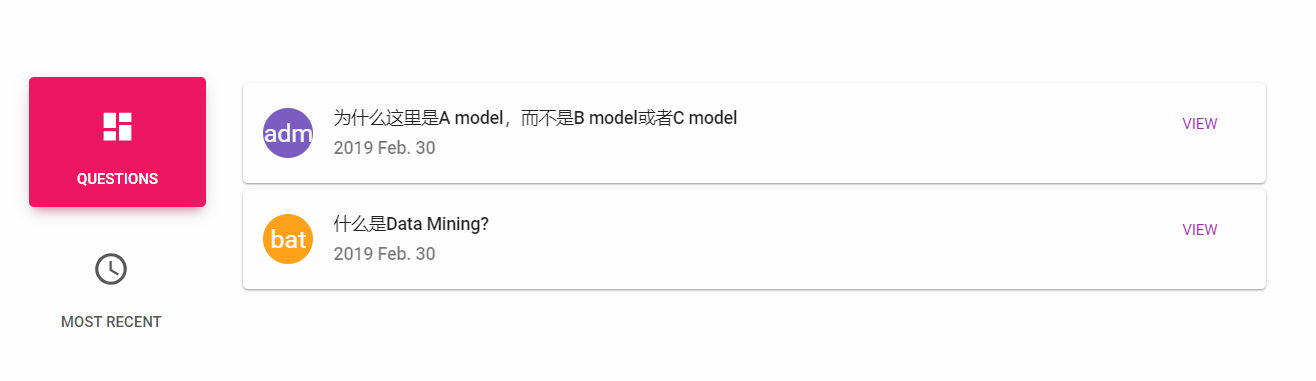 QUESTIONS
MOST RECENT
adm
为什么这里是A model，而不是B model或者C model
2019 Feb. 30
VIEW
bat
什么是Data Mining?
2019 Feb. 30
VIEW